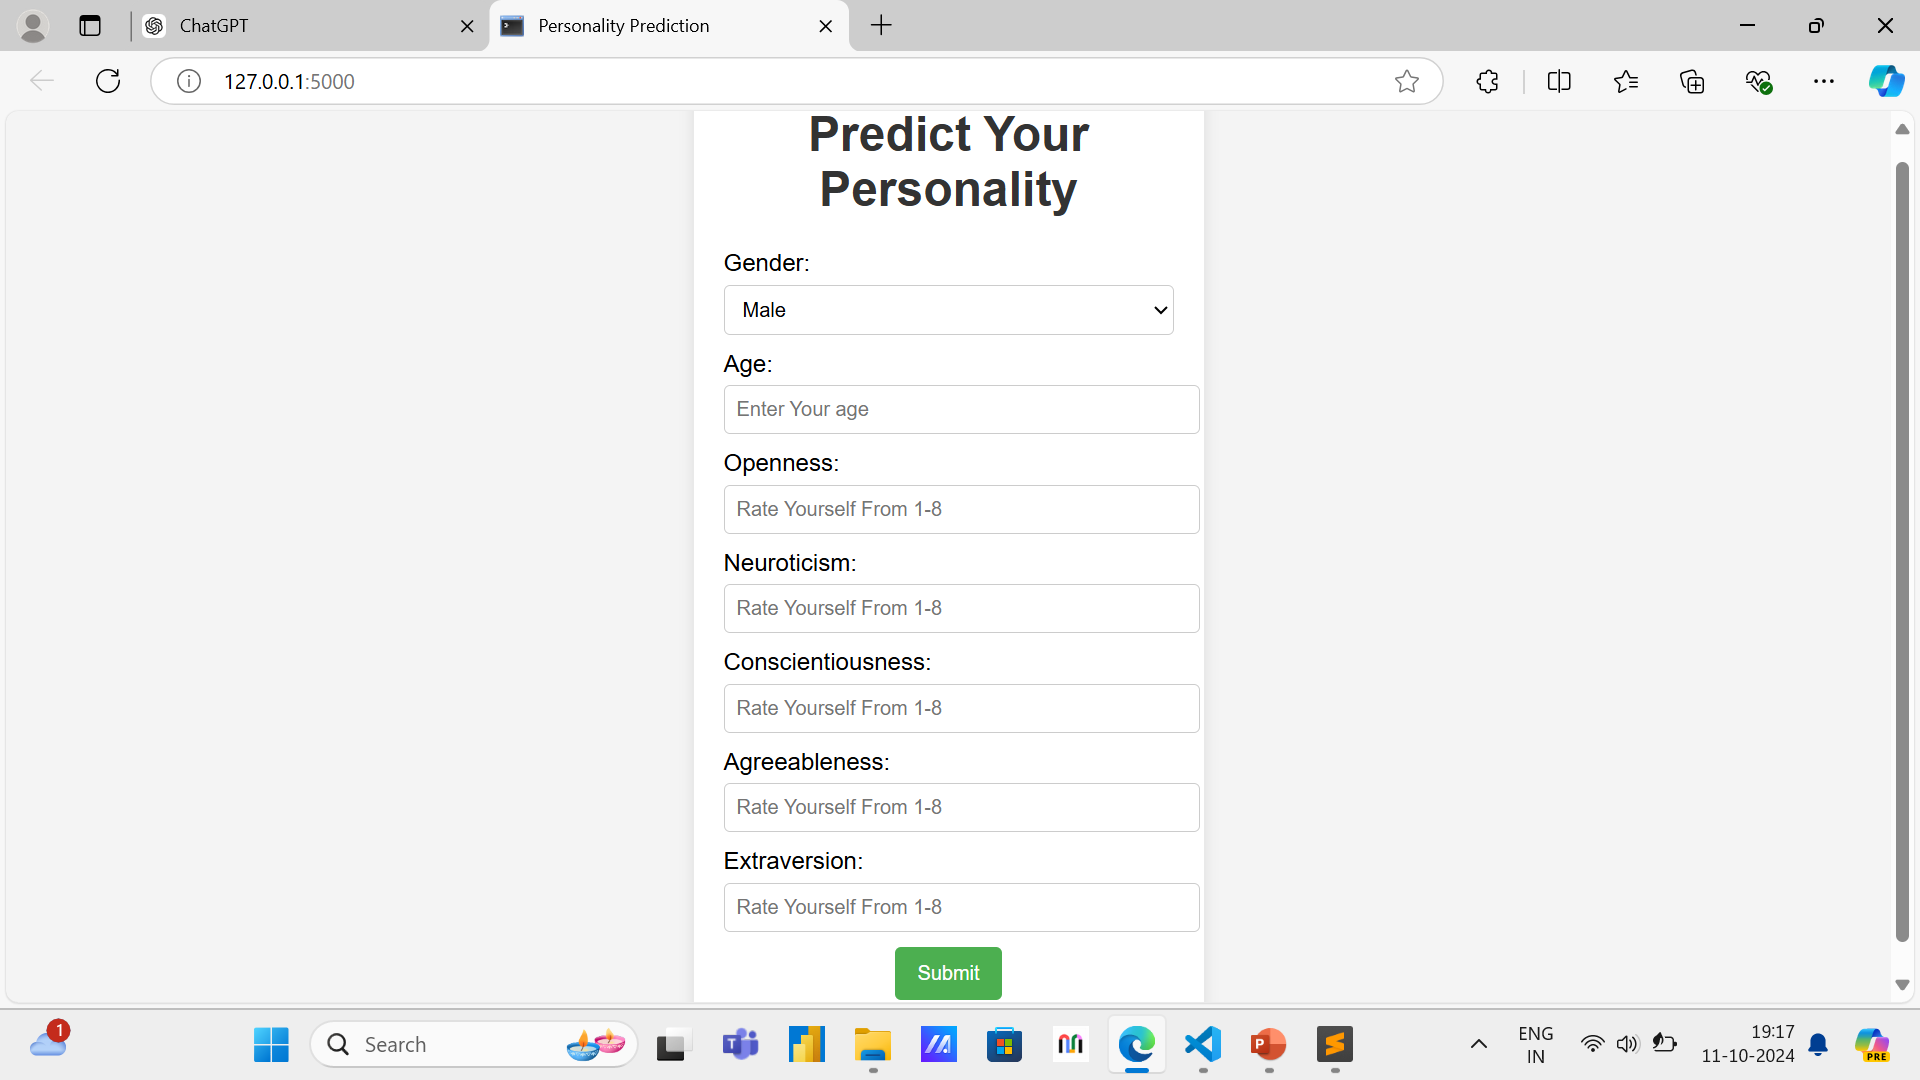 ChatGPT
Personality Prediction
127.0.0.1:5000
Predict Your
Personality
Gender:
Male
Age:
Enter Your age
Openness:
Rate Yourself From 1-8
Neuroticism:
Rate Yourself From 1-8
Conscientiousness:
Rate Yourself From 1-8
Agreeableness:
Rate Yourself From 1-8
Extraversion:
Rate Yourself From 1-8
Submit
1
Search
ENG
IN
19:17
11-10-2024
PRE